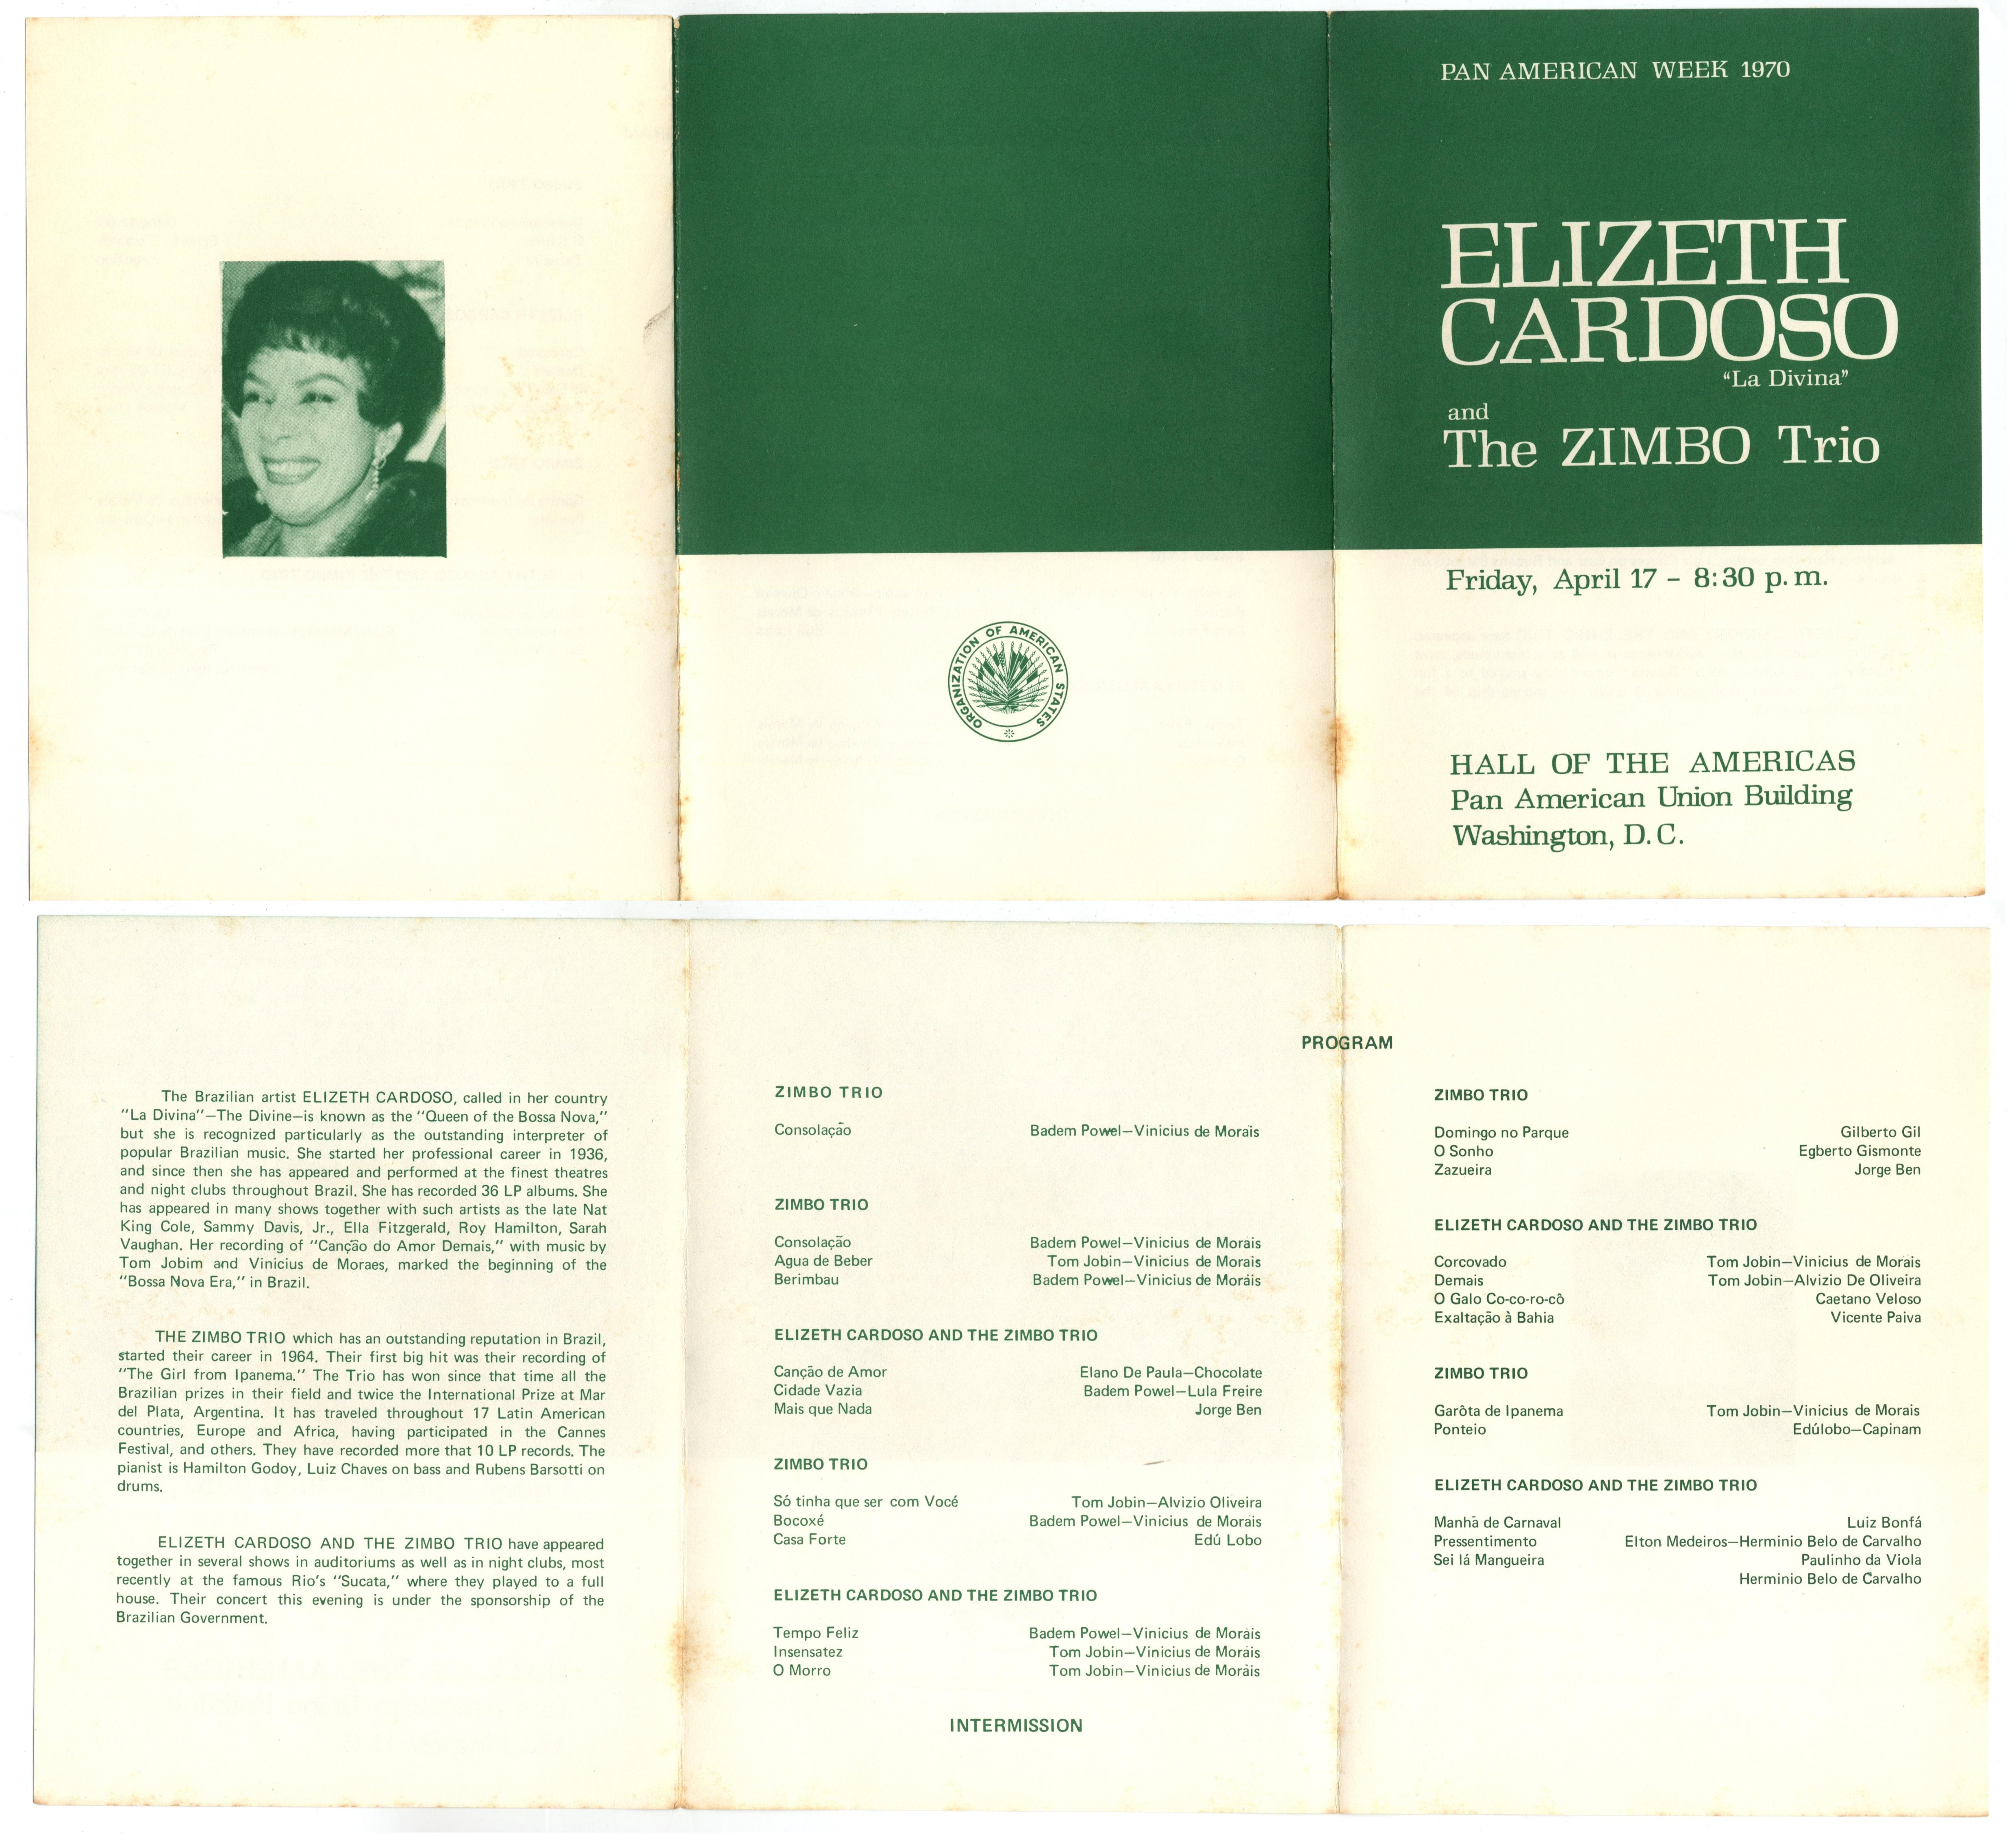 PAN AMERICAN WEEK 1970
ELIZETH
CARDOSO
“La Divina”
and
The ZIMBO Trio
Friday, April 17 – 8:30 p.m.
HALL OF THE AMERICAS
Pan American Union Building
Washington, D.C.
ORGANIZATION OF AMERICAN STATES
The Brazilian artist ELIZETH CARDOSO, called in her country
“La Divina”—The Divine—is known as the “Queen of the Bossa Nova,”
but she is recognized particularly as the outstanding interpreter of
popular Brazilian music. She started her professional career in 1936,
and since then she has appeared and performed at the finest theatres
and night clubs throughout Brazil. She has recorded 36 LP albums. She
has appeared in many shows together with such artists as the late Nat
King Cole, Sammy Davis, Jr., Ella Fitzgerald, Roy Hamilton, Sarah
Vaughan. Her recording of “Canção do Amor Demais,” with music by
Tom Jobim and Vinicius de Moraes, marked the beginning of the
“Bossa Nova Era,” in Brazil.
THE ZIMBO TRIO which has an outstanding reputation in Brazil,
started their career in 1964. Their first big hit was their recording of
“The Girl from Ipanema.” The Trio has won since that time all the
Brazilian prizes in their field and twice the International Prize at Mar
del Plata, Argentina. It has traveled throughout 17 Latin American
countries, Europe and Africa, having participated in the Cannes
Festival, and others. They have recorded more that 10 LP records. The
pianist is Hamilton Godoy, Luiz Chaves on bass and Rubens Barsotti on
drums.
ELIZETH CARDOSO AND THE ZIMBO TRIO have appeared
together in several shows in auditoriums as well as in night clubs, most
recently at the famous Rio’s “Sucata,” where they played to a full
house. Their concert this evening is under the sponsorship of the
Brazilian Government.
PROGRAM
ZIMBO TRIO
Consolação Badem Powel—Vinicius de Morais
ZIMBO TRIO
Consolação Badem Powel—Vinicius de Morais
Agua de Beber Tom Jobin—Vinicius de Morais
Berimbau Badem Powel—Vinicius de Morais
ELIZETH CARDOSO AND THE ZIMBO TRIO
Canção de Amor Elano De Paula—Chocolate
Cidade Vazia Badem Powel—Lula Freire
Mais que Nada Jorge Ben
ZIMBO TRIO
Só tinha que ser com Você Tom Jobin—Alvizio Oliveira
Bocoxé Badem Powel—Vinicius de Morais
Casa Forte Edú Lobo
ELIZETH CARDOSO AND THE ZIMBO TRIO
Tempo Feliz Badem Powel—Vinicius de Morais
Insensatez Tom Jobin—Vinicius de Morais
O Morro Tom Jobin—Vinicius de Morais
INTERMISSION
ZIMBO TRIO
Domingo no Parque Gilberto Gil
O Sonho Egberto Gismonte
Zazueira Jorge Ben
ELIZETH CARDOSO AND THE ZIMBO TRIO
Corcovado Tom Jobin—Vinicius de Morais
Demais Tom Jobin—Alvizio De Oliveira
O Galo Co-co-ro-cô Caetano Veloso
Exaltação à Bahia Vicente Paiva
ZIMBO TRIO
Garôta de Ipanema Tom Jobin—Vinicius de Morais
Ponteio Edúlobo—Capinam
ELIZETH CARDOSO AND THE ZIMBO TRIO
Manhã de Carnaval Luiz Bonfá
Pressentimento Elton Medeiros—Herminio Belo de Carvalho
Sei lá Mangueira Paulinho da Viola
Herminio Belo de Carvalho